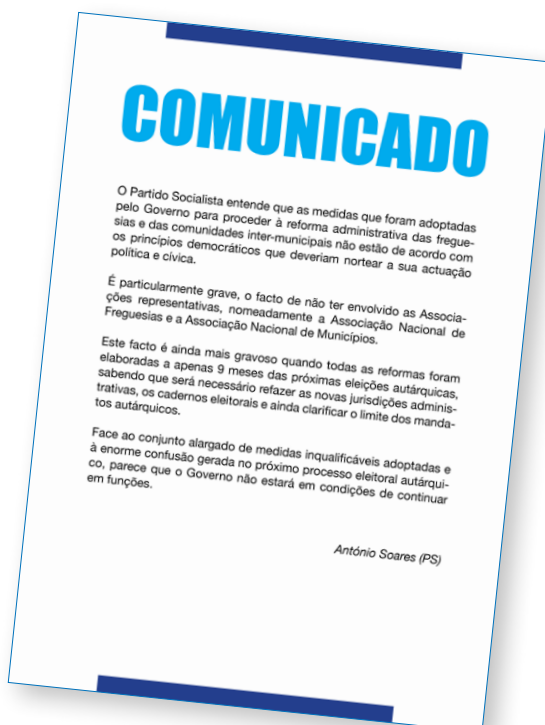 COMUNICADO
O Partido Socialista entende que as medidas que foram adoptadas
pelo Governo para proceder à reforma administrativa das fregue-
sias e das comunidades inter-municipais não estão de acordo com
os princípios democráticos que deveriam nortear a sua actuação
política e cívica.
É particularmente grave, o facto de não ter envolvido as Associa-
ções representativas, nomeadamente a Associação Nacional de
Freguesias e a Associação Nacional de Municípios.
Este facto é ainda mais gravoso quando todas as reformas foram
elaboradas a apenas 9 meses das próximas eleições autárquicas,
sabendo que será necessário refazer as novas jurisdições adminis-
trativas, os cadernos eleitorais e ainda clarificar o limite dos manda-
tos autárquicos.
Face ao conjunto alargado de medidas inqualificáveis adoptadas e
à enorme confusão gerada no próximo processo eleitoral autárqui-
co, parece que o Governo não estará em condições de continuar
em funções.
António Soares (PS)